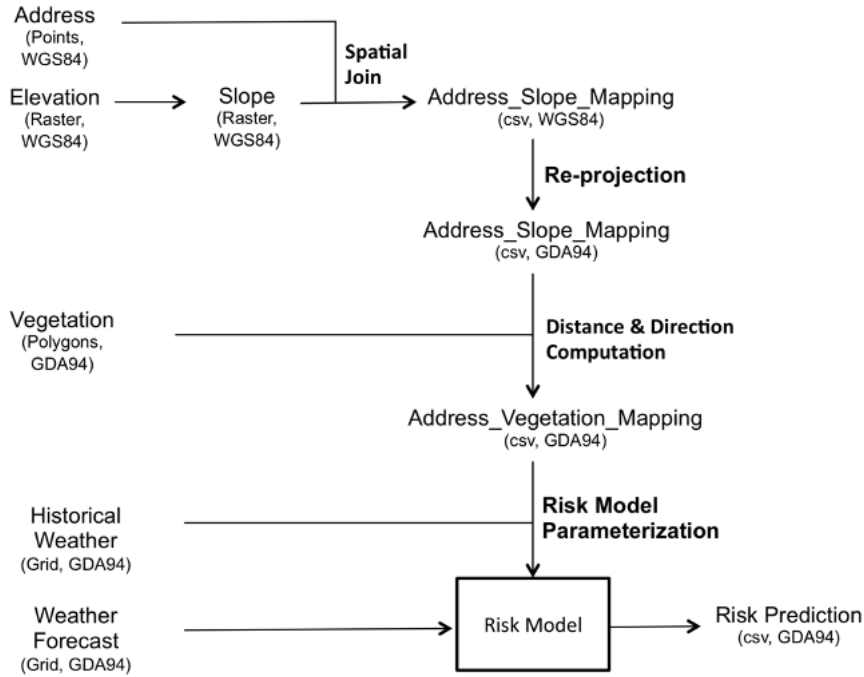 Address
(Points,
WGS84)
Spatial
Join
Elevation
(Raster,
WGS84)
Slope
(Raster,
WGS84)
Address_Slope_Mapping
(csv, WGS84)
Re-projection
Address_Slope_Mapping
(csv, GDA94)
Vegetation
(Polygons,
GDA94)
Distance & Direction
Computation
Address_Vegetation_Mapping
(csv, GDA94)
Historical
Weather
(Grid, GDA94)
Risk Model
Parameterization
Weather
Forecast
(Grid, GDA94)
Risk Model
Risk Prediction
(csv, GDA94)